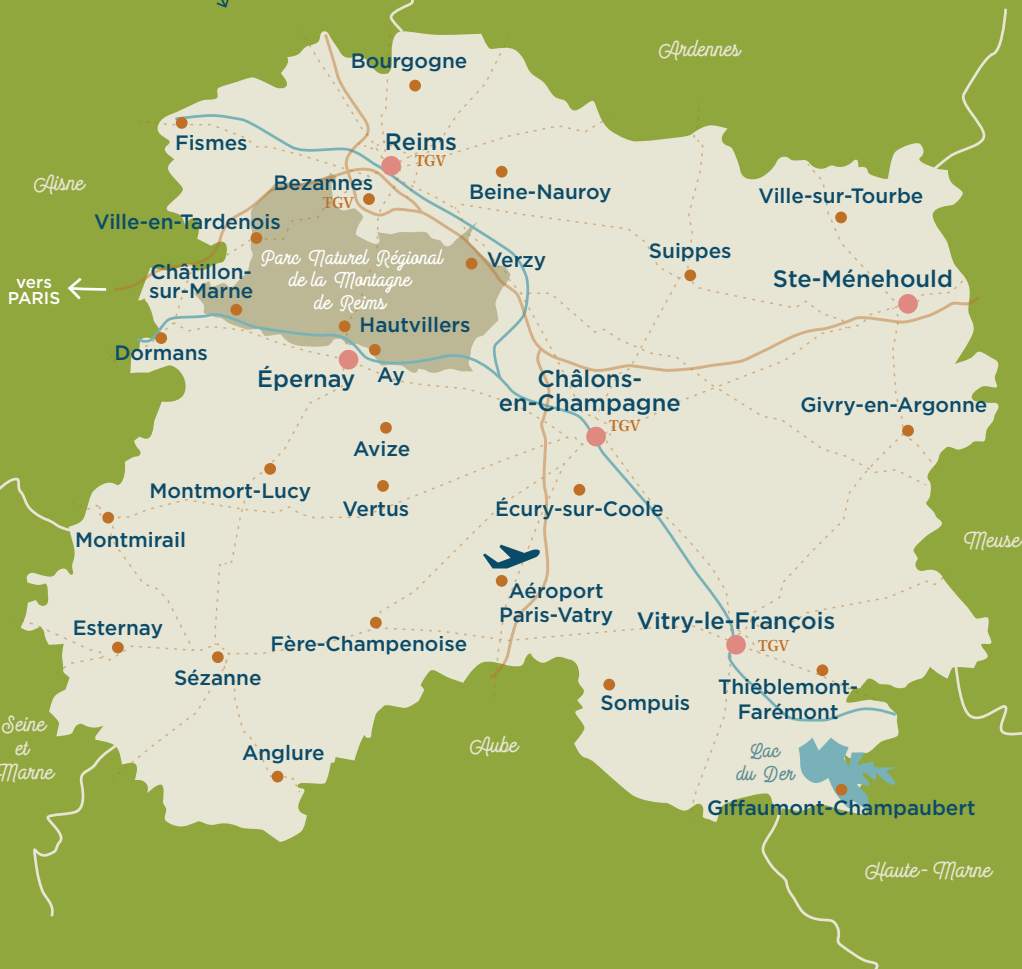 Ardennes
Bourgogne
Fismes
Reims
TGV
Aisne
Bezannes
TGV
Beine-Nauroy
Ville-sur-Tourbe
Ville-en-Tardenois
Parc Naturel Régional
de la Montagne
de Reims
Verzy
Suippes
Ste-Ménehould
vers
PARIS
Châtillon-
sur-Marne
Hautvillers
Dormans
Épernay
Ay
Châlons-
en-Champagne
TGV
Givry-en-Argonne
Avize
Montmort-Lucy
Vertus
Écury-sur-Coole
Montmirail
Meuse
Aéroport
Paris-Vatry
Vitry-le-François
TGV
Esternay
Fère-Champenoise
Sézanne
Thiéblemont-
Farémont
Sompuis
Seine
et
Marne
Aube
Anglure
Lac
du Der
Giffaumont-Champaubert
Haute-Marne